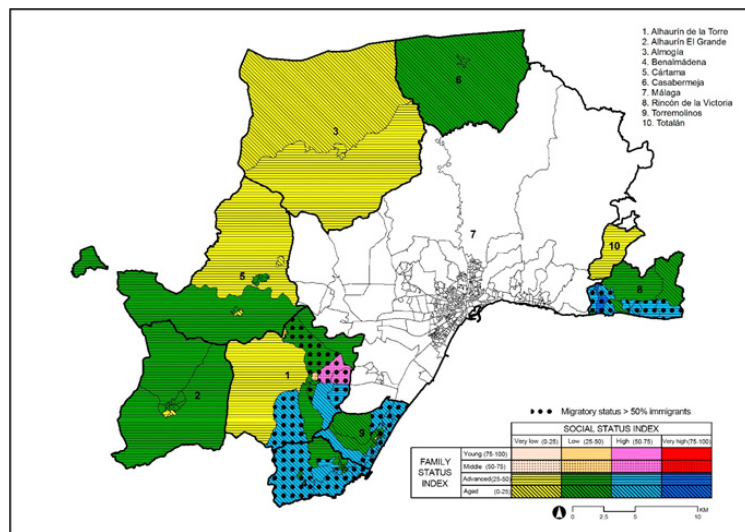 1. Alhaurín de la Torre
2. Alhaurín El Grande
3. Almogía
4. Benalmádena
5. Cártama
6. Casabermeja
7. Málaga
8. Rincón de la Victoria
9. Torremolinos
10. Totalán
6
3
7
10
5
8
1
2
9
Migratory status > 50% immigrants
SOCIAL STATUS INDEX
Very low (0-25) Low (25-50) High (50-75) Very high(75-100)
FAMILY STATUS INDEX
Young (75-100)
Middle (50-75)
Advanced(25-50)
Aged (0-25)
0 2,5 5 10
KM